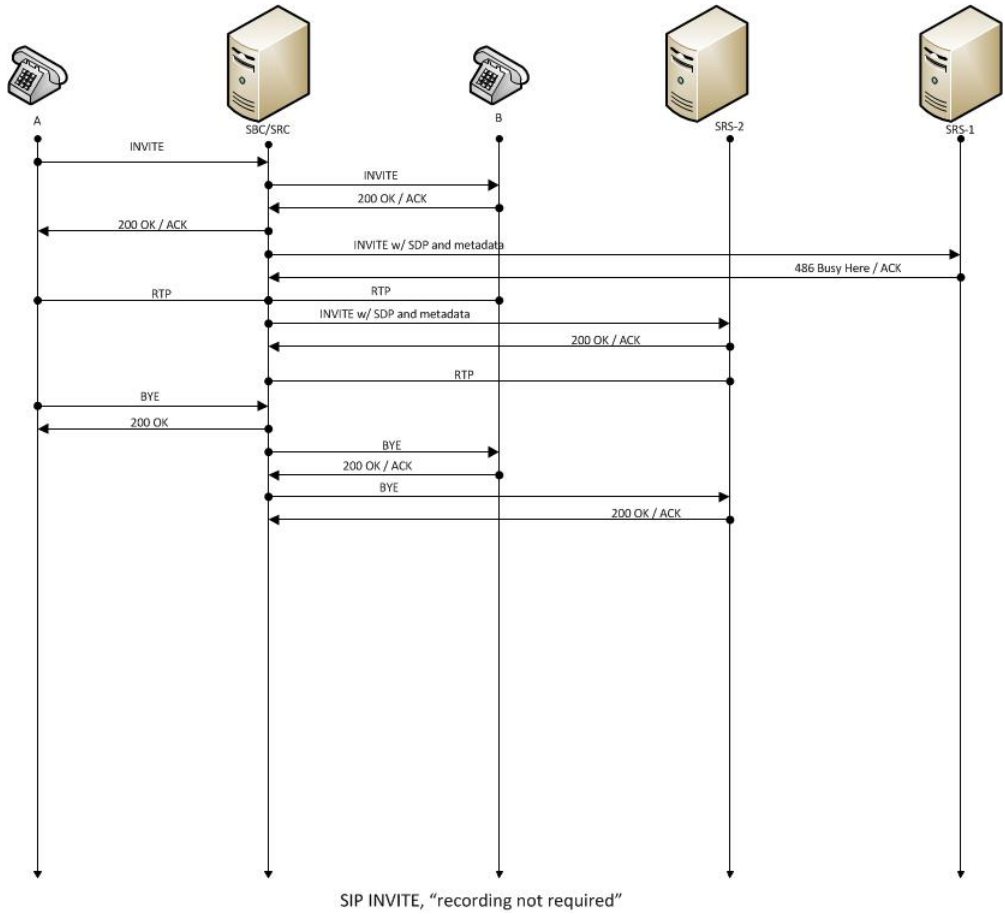 A
SBC/SRC
B
SRS-2
SRS-1
INVITE
INVITE
200 OK / ACK
200 OK / ACK
INVITE w/ SDP and metadata
486 Busy Here / ACK
RTP
RTP
INVITE w/ SDP and metadata
200 OK / ACK
RTP
BYE
200 OK
BYE
200 OK / ACK
BYE
200 OK / ACK
SIP INVITE, “recording not required”